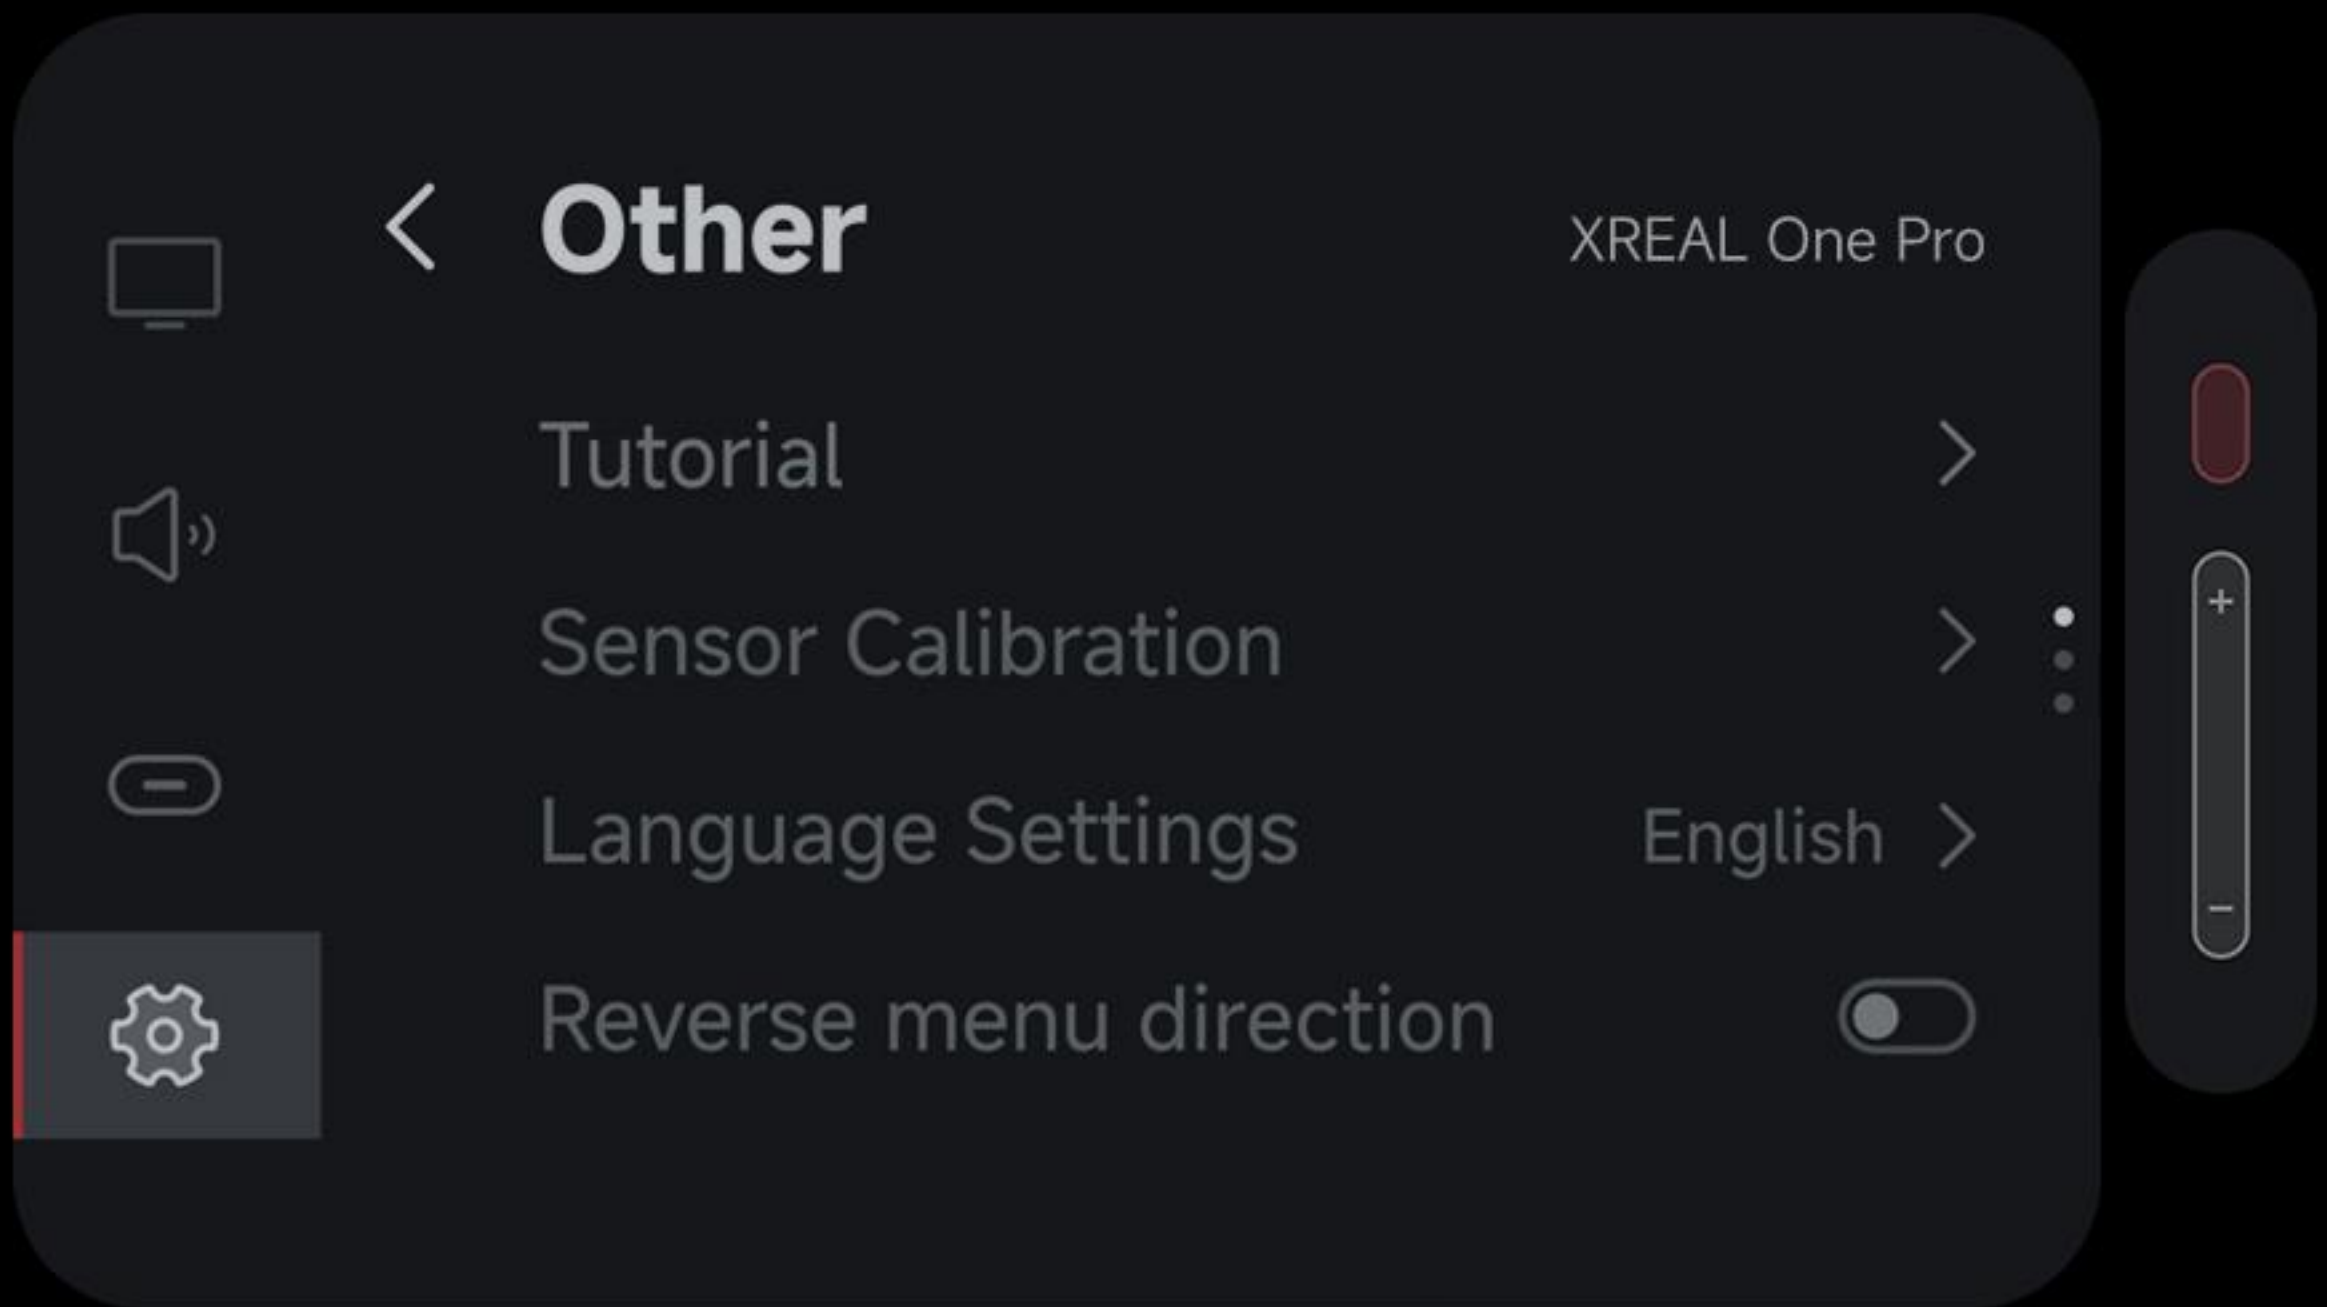 Other
XREAL One Pro
Tutorial
Sensor Calibration
Language Settings
English
Reverse menu direction
+
−